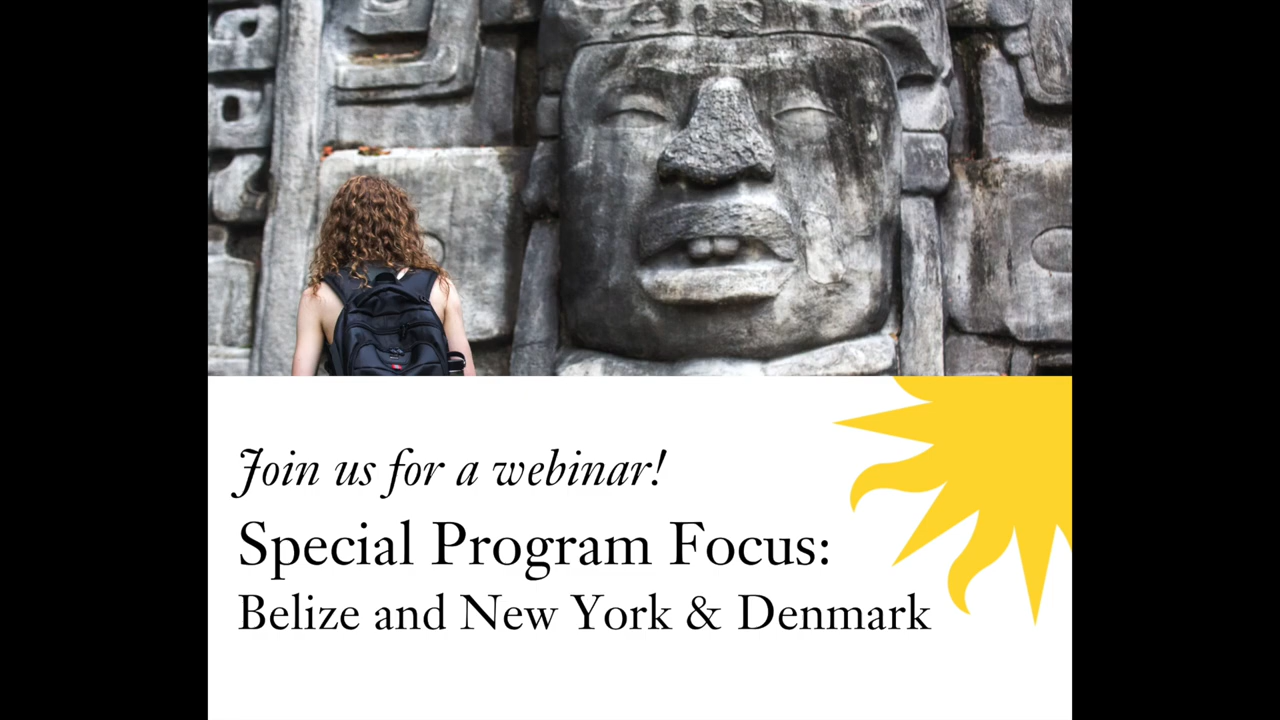 Join us for a webinar!
Special Program Focus:
Belize and New York & Denmark